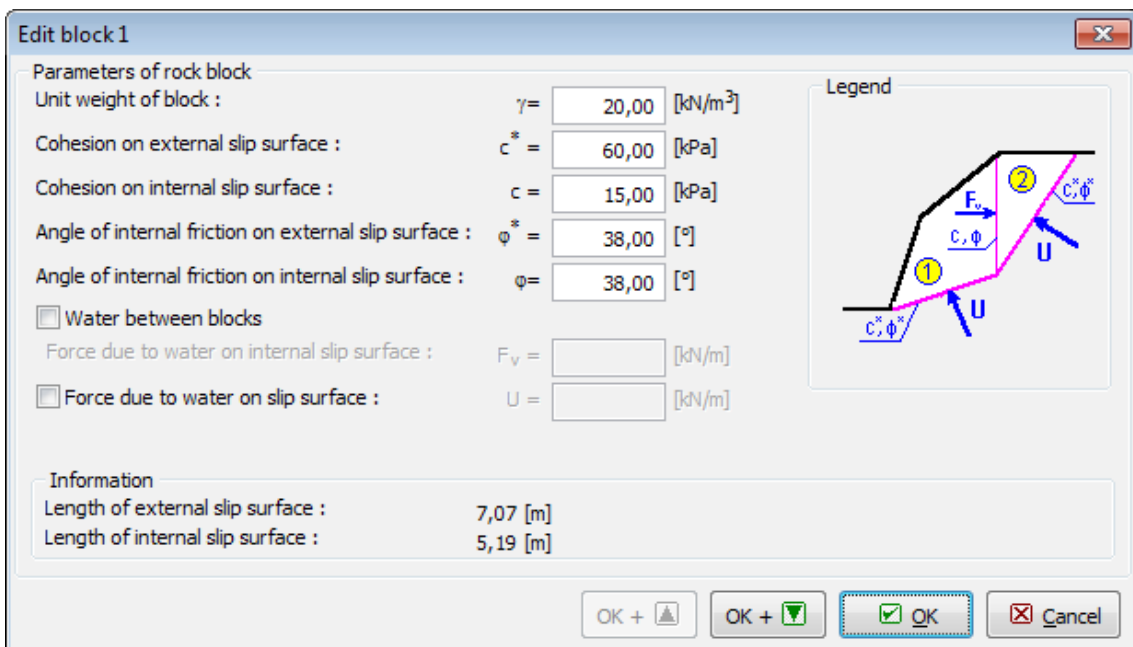 Edit block 1
Parameters of rock block
Unit weight of block : γ= 20,00 [kN/m³]
Cohesion on external slip surface : c* = 60,00 [kPa]
Cohesion on internal slip surface : c = 15,00 [kPa]
Angle of internal friction on external slip surface : φ* = 38,00 [°]
Angle of internal friction on internal slip surface : φ= 38,00 [°]
Water between blocks
Force due to water on internal slip surface : Fv = [kN/m]
Force due to water on slip surface : U = [kN/m]
Legend
2
c*,ϕ*
Fv
c,ϕ
U
1
U
c*,ϕ*
Information
Length of external slip surface : 7,07 [m]
Length of internal slip surface : 5,19 [m]
OK + OK + OK Cancel